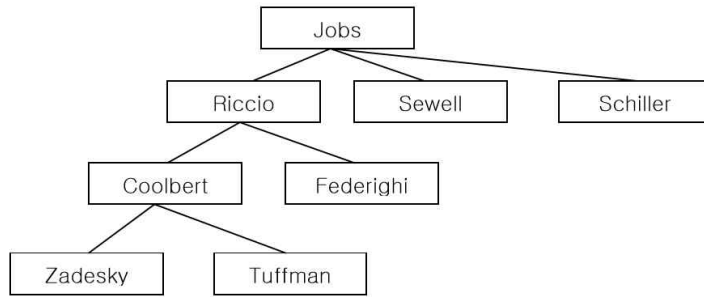 Jobs
Riccio Sewell Schiller
Coolbert Federighi
Zadesky Tuffman